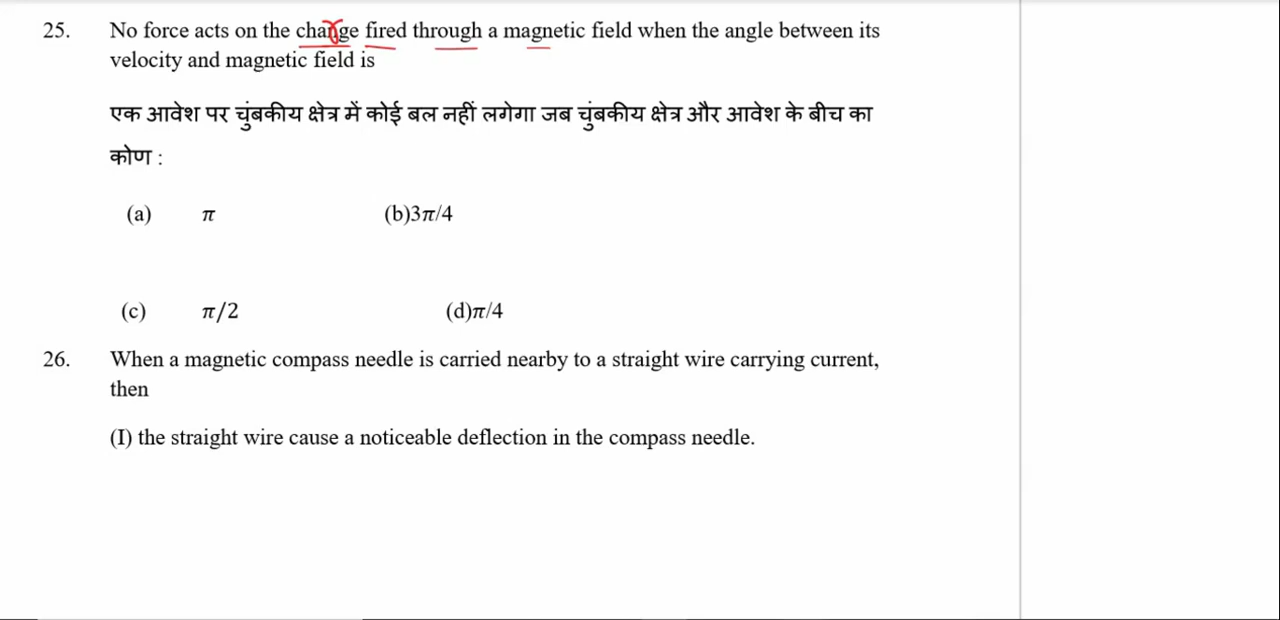 25. No force acts on the change fired through a magnetic field when the angle between its
velocity and magnetic field is
एक आवेश पर चुंबकीय क्षेत्र में कोई बल नहीं लगेगा जब चुंबकीय क्षेत्र और आवेश के बीच का
कोण :
(a) π (b)3π/4
(c) π/2 (d)π/4
26. When a magnetic compass needle is carried nearby to a straight wire carrying current,
then
(I) the straight wire cause a noticeable deflection in the compass needle.